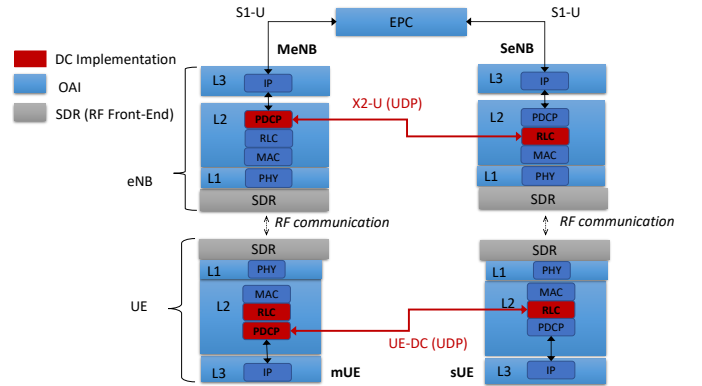 S1-U
S1-U
EPC
MeNB
SeNB
DC Implementation
OAI
SDR (RF Front-End)
L3
IP
L3
IP
X2-U (UDP)
L2
PDCP
RLC
MAC
L2
PDCP
RLC
MAC
L1
PHY
L1
PHY
eNB
SDR
SDR
RF communication
RF communication
SDR
SDR
L1
PHY
L1
PHY
UE
L2
MAC
RLC
PDCP
L2
MAC
RLC
PDCP
UE-DC (UDP)
L3
IP
mUE
sUE
L3
IP